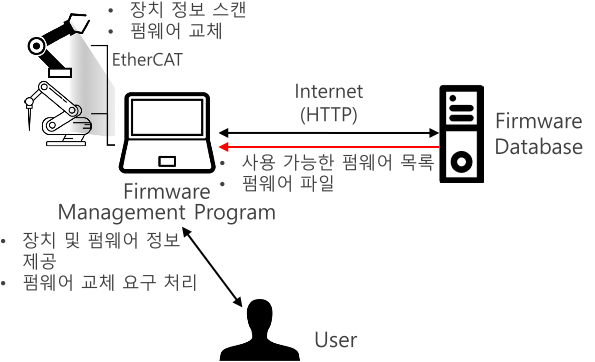 • 장치 정보 스캔
• 펌웨어 교체
EtherCAT
Internet
(HTTP)
Firmware
Database
• 사용 가능한 펌웨어 목록
• 펌웨어 파일
Firmware
Management Program
• 장치 및 펌웨어 정보
제공
• 펌웨어 교체 요구 처리
User